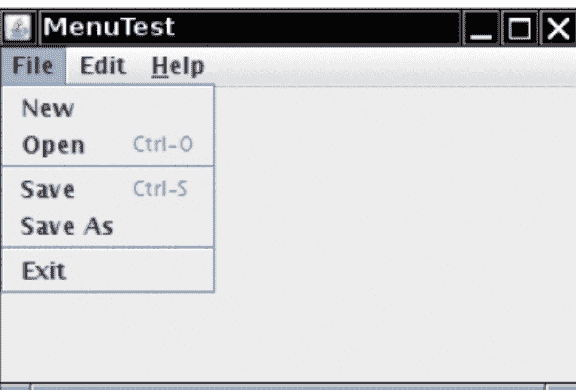 MenuTest
File Edit Help
New
Open Ctrl-O
Save Ctrl-S
Save As
Exit